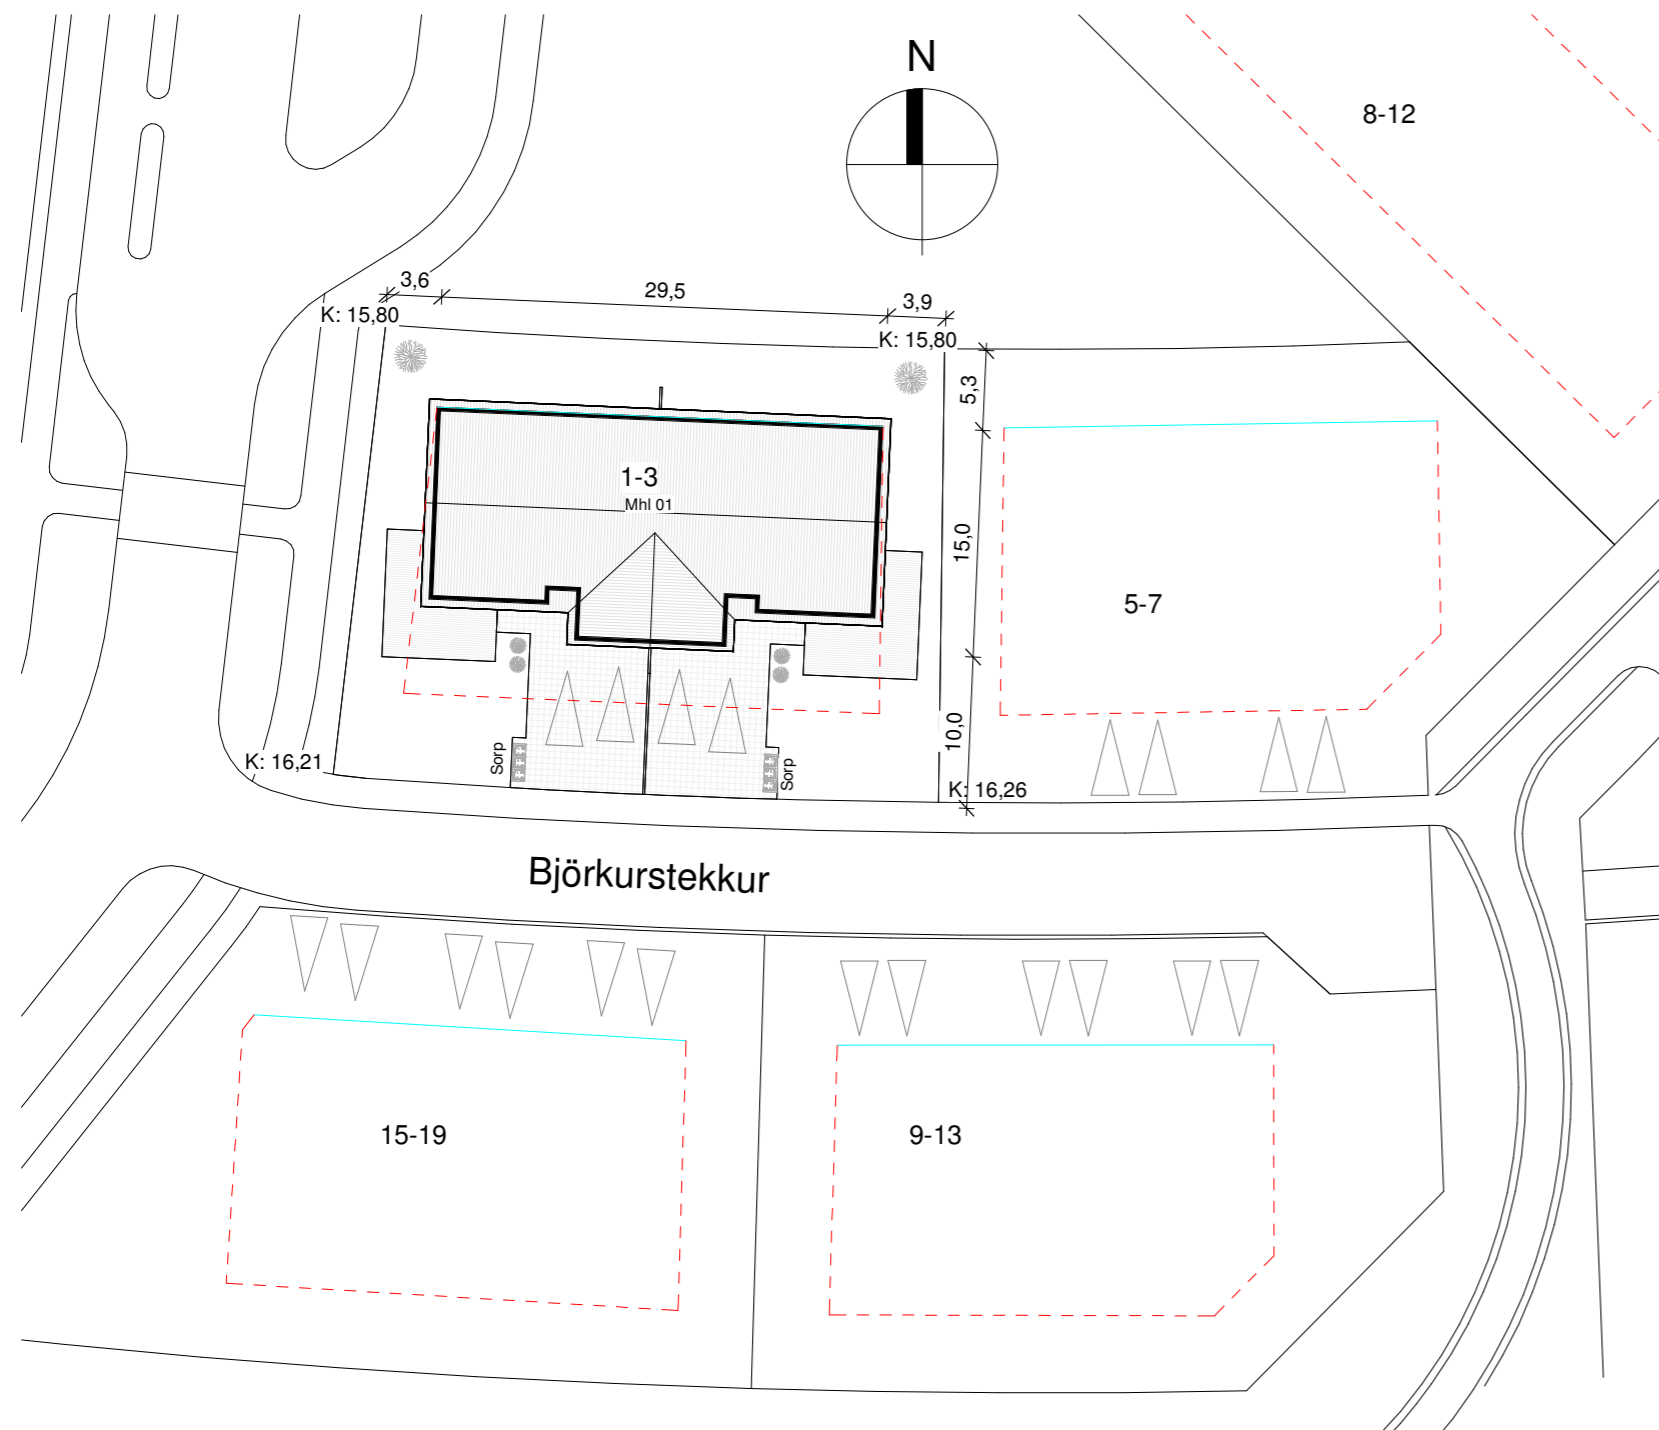 N
8-12
3,6
29,5
3,9
K: 15,80
K: 15,80
5,3
1-3
Mhl 01
15,0
5-7
10,0
Sorp
Sorp
K: 16,21
K: 16,26
Björkurstekkur
15-19
9-13